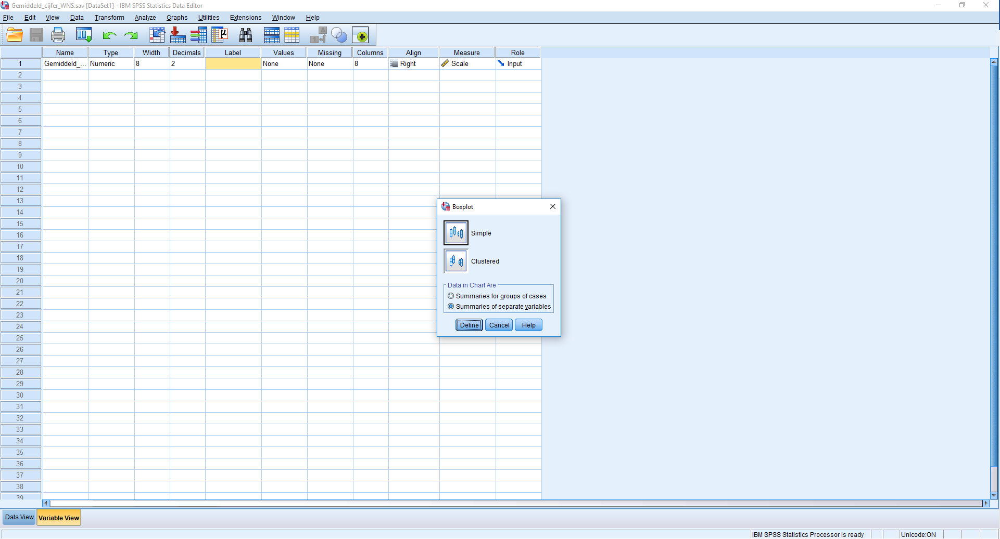 Gemiddeld_cijfer_WNS.sav [DataSet1] - IBM SPSS Statistics Data Editor
File Edit View Data Transform Analyze Graphs Utilities Extensions Window Help
Name Type Width Decimals Label Values Missing Columns Align Measure Role
1 Gemiddeld_... Numeric 8 2 None None 8 Right Scale Input
2
3
4
5
6
7
8
9
10
11
12
13
Boxplot
14
15
Simple
16
17
18
Clustered
19
20
Data in Chart Are
21
Summaries for groups of cases
22
Summaries of separate variables
23
24
Define Cancel Help
25
26
27
28
29
30
31
32
33
34
35
36
37
38
39
Data View Variable View
IBM SPSS Statistics Processor is ready Unicode:ON